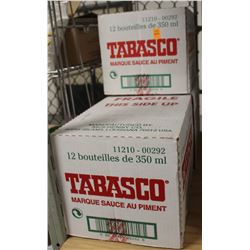 11210 - 00292
12 bouteilles de 350 ml
TABASCO
MARQUE SAUCE AU PIMENT
FRAGILE
THIS SIDE UP
11210 - 00292
12 bouteilles de 350 ml
TABASCO
MARQUE SAUCE AU PIMENT